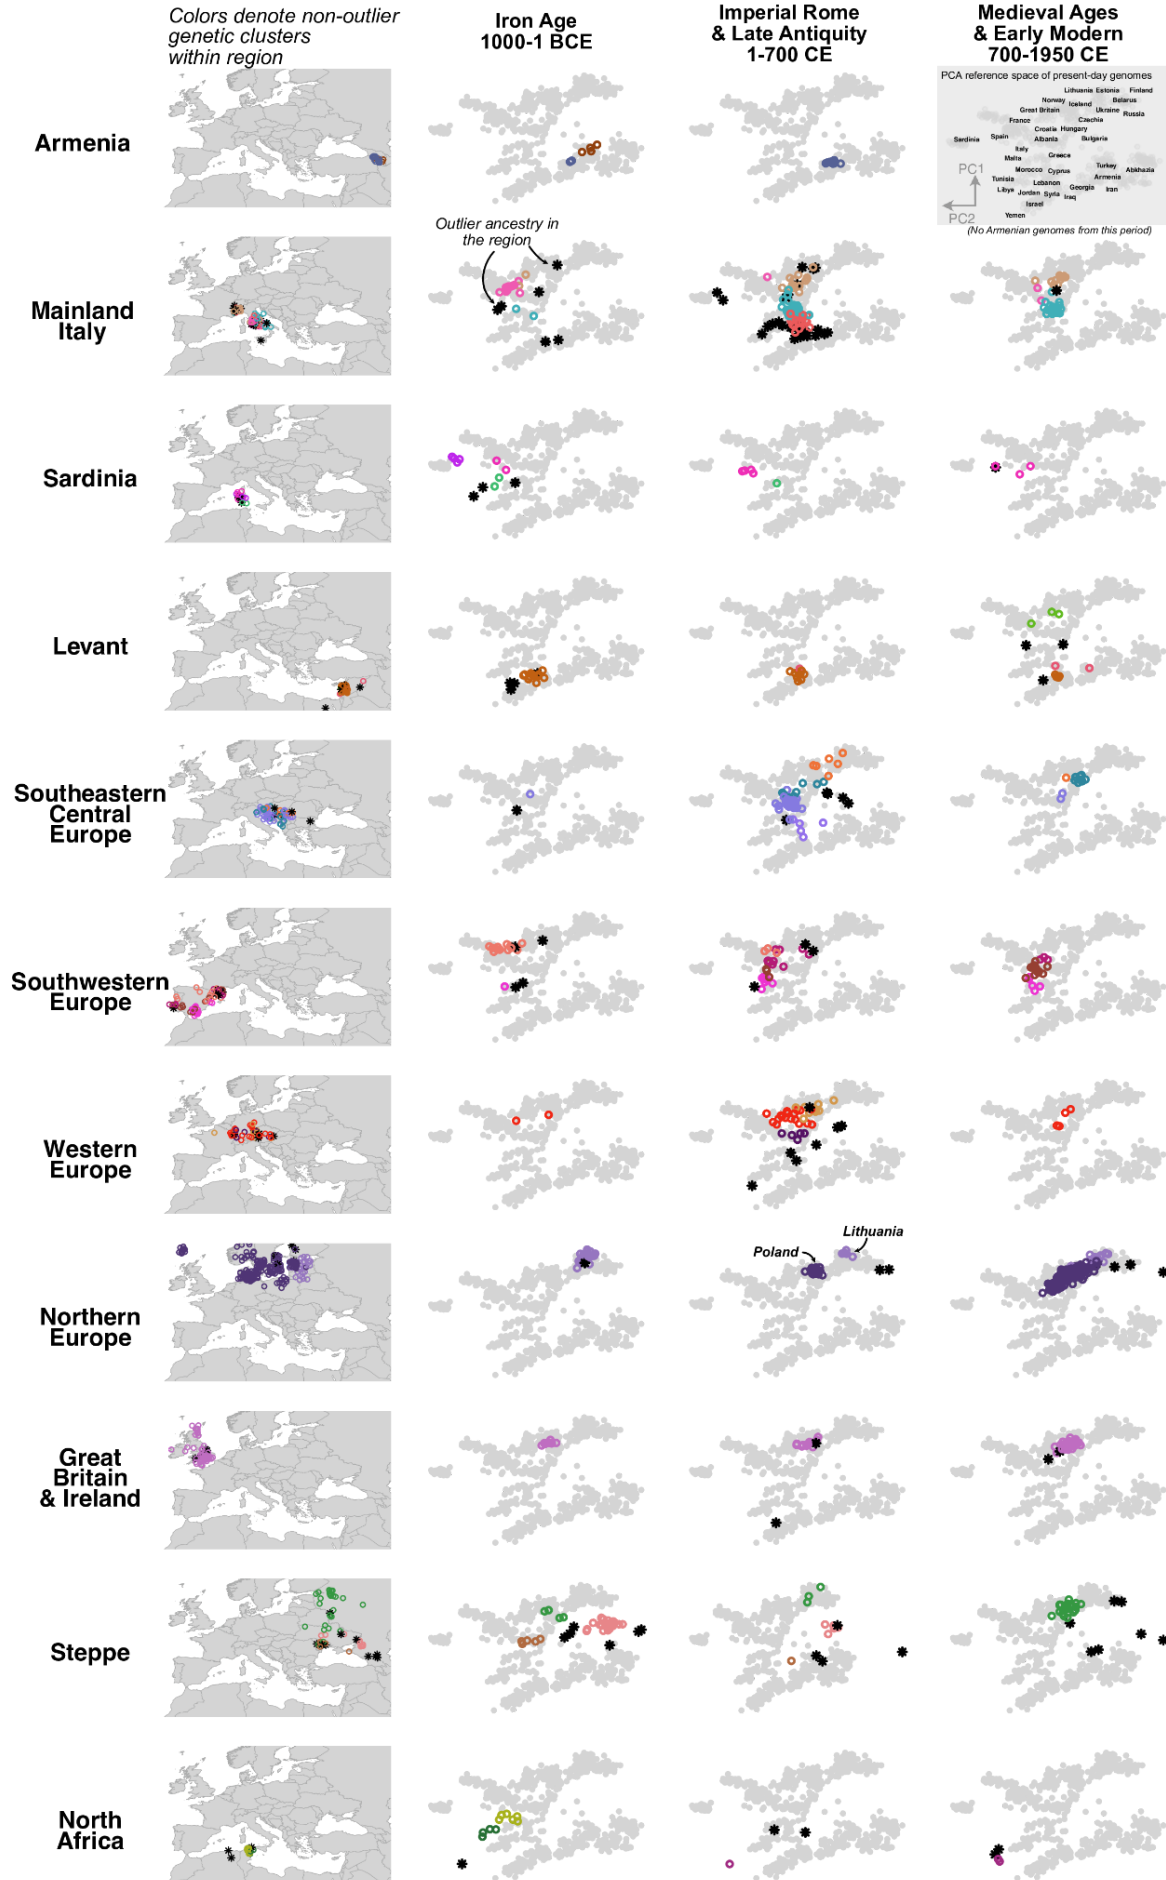 Colors denote non-outlier
genetic clusters
within region
Iron Age
1000-1 BCE
Imperial Rome
& Late Antiquity
1-700 CE
Medieval Ages
& Early Modern
700-1950 CE
Armenia
PCA reference space of present-day genomes
Lithuania Estonia Finland
Norway Iceland Belarus
Great Britain Ukraine Russia
France Czechia
Croatia Hungary
Sardinia Spain Albania Bulgaria
Italy
Malta Greece
PC1 Morocco Cyprus Turkey Abkhazia
Tunisia Armenia
Lebanon
Libya Jordan Syria Georgia Iran
Iraq
Israel
PC2 Yemen
(No Armenian genomes from this period)
Outlier ancestry in
the region
Mainland
Italy
Sardinia
Levant
Southeastern
Central
Europe
Southwestern
Europe
Western
Europe
Poland
Lithuania
Northern
Europe
Great
Britain
& Ireland
Steppe
North
Africa